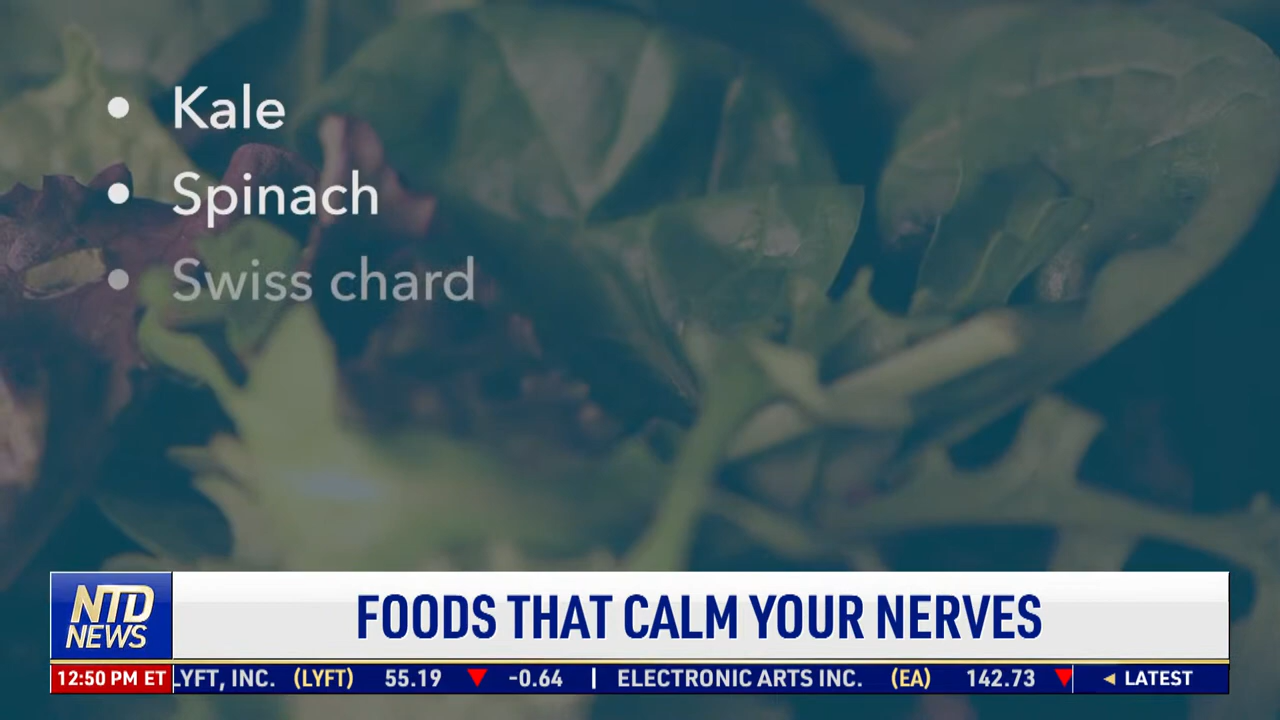 • Kale
• Spinach
• Swiss chard
NTD
NEWS
FOODS THAT CALM YOUR NERVES
12:50 PM ET
LYFT, INC. (LYFT) 55.19 ▼ -0.64 | ELECTRONIC ARTS INC. (EA) 142.73 ▼
◄ LATEST